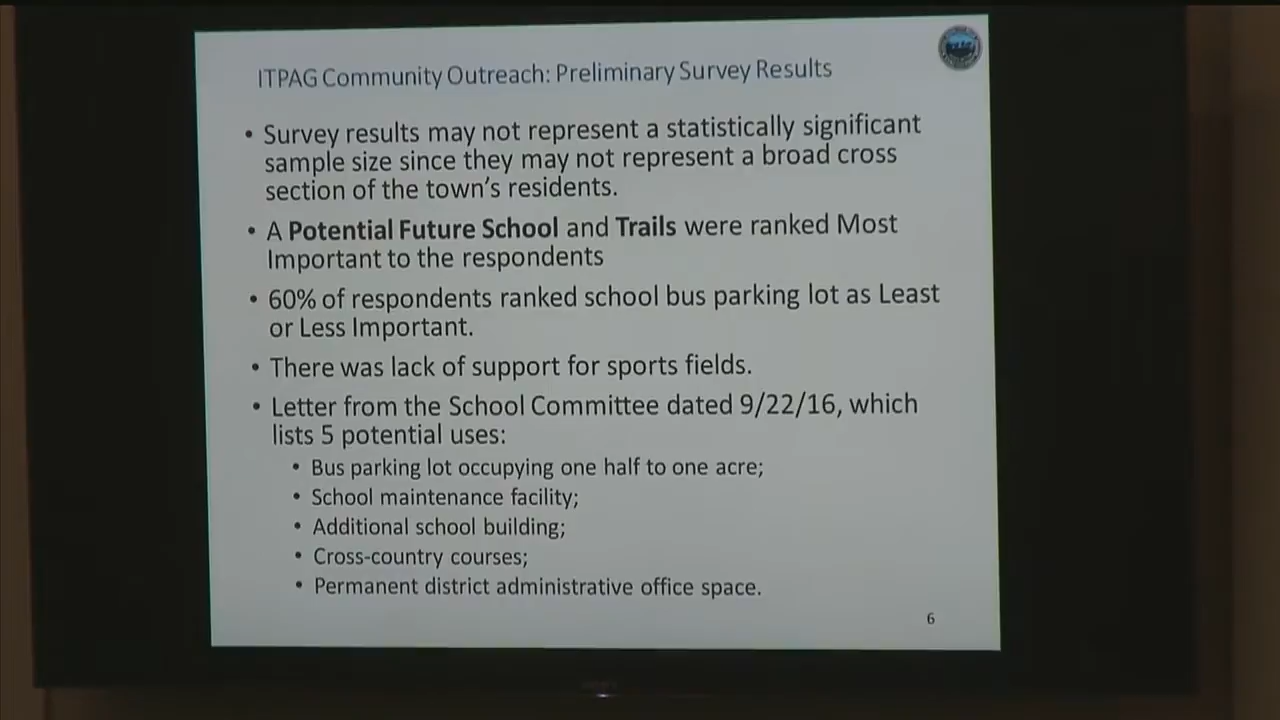 ITPAG Community Outreach: Preliminary Survey Results
• Survey results may not represent a statistically significant
sample size since they may not represent a broad cross
section of the town's residents.
• A Potential Future School and Trails were ranked Most
Important to the respondents
• 60% of respondents ranked school bus parking lot as Least
or Less Important.
• There was lack of support for sports fields.
• Letter from the School Committee dated 9/22/16, which
lists 5 potential uses:
• Bus parking lot occupying one half to one acre;
• School maintenance facility;
• Additional school building;
• Cross-country courses;
• Permanent district administrative office space.
6